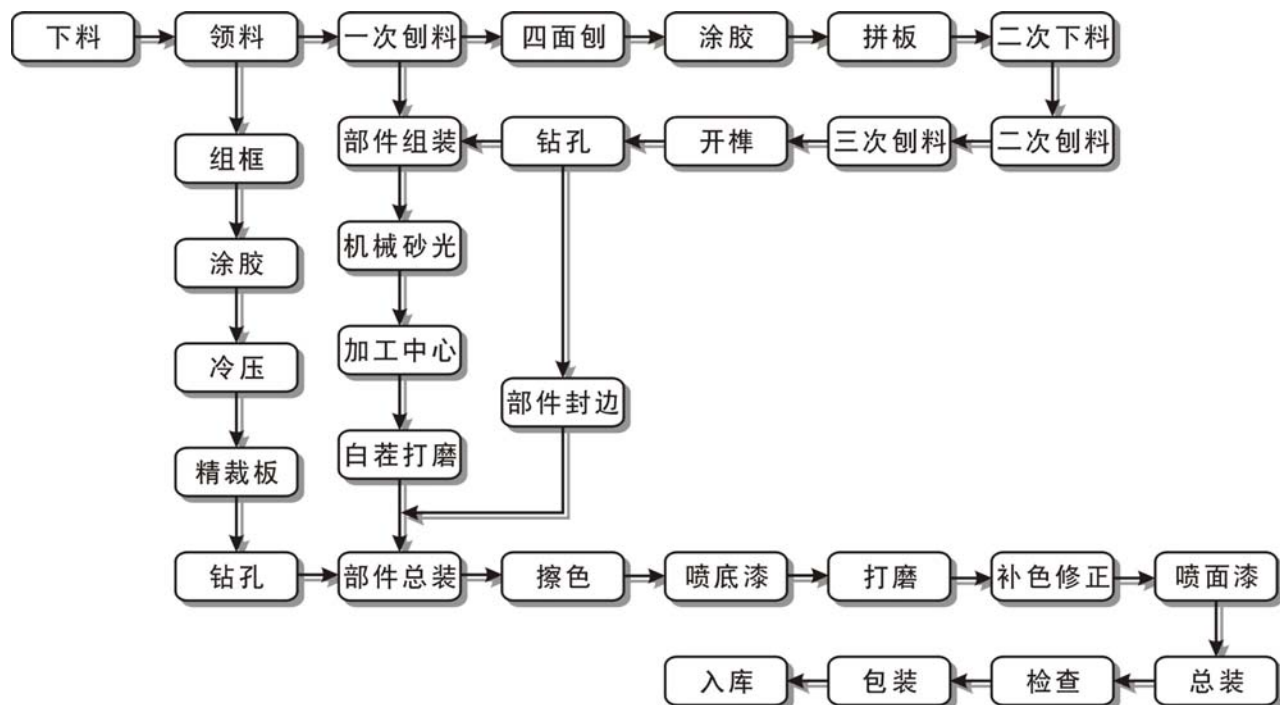 下料
领料
一次刨料
四面刨
涂胶
拼板
二次下料
部件组装
钻孔
开榫
三次刨料
二次刨料
组框
机械砂光
涂胶
加工中心
冷压
部件封边
白茬打磨
精裁板
钻孔
部件总装
擦色
喷底漆
打磨
补色修正
喷面漆
入库
包装
检查
总装